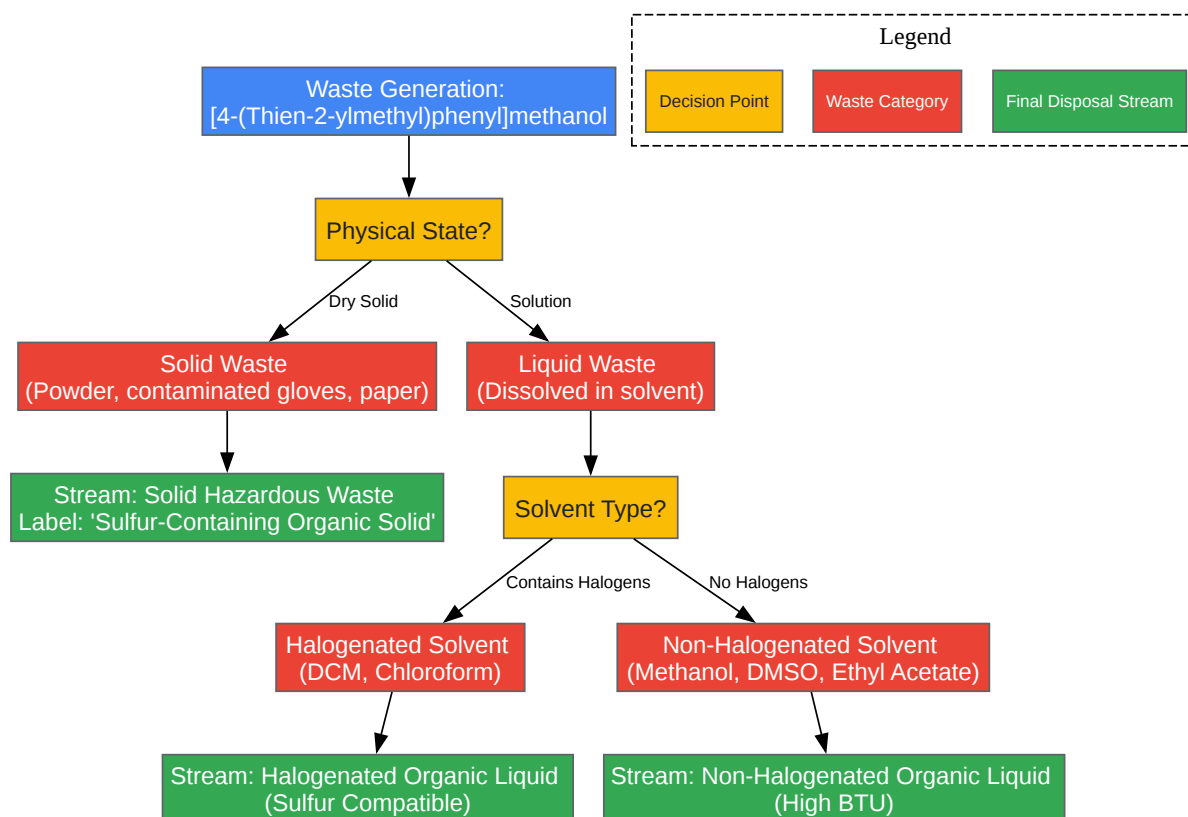 Legend
Decision Point
Waste Category
Final Disposal Stream
Waste Generation:
[4-(Thien-2-ylmethyl)phenyl]methanol
Physical State?
Dry Solid
Solution
Solid Waste
(Powder, contaminated gloves, paper)
Liquid Waste
(Dissolved in solvent)
Stream: Solid Hazardous Waste
Label: 'Sulfur-Containing Organic Solid'
Solvent Type?
Contains Halogens
No Halogens
Halogenated Solvent
(DCM, Chloroform)
Non-Halogenated Solvent
(Methanol, DMSO, Ethyl Acetate)
Stream: Halogenated Organic Liquid
(Sulfur Compatible)
Stream: Non-Halogenated Organic Liquid
(High BTU)